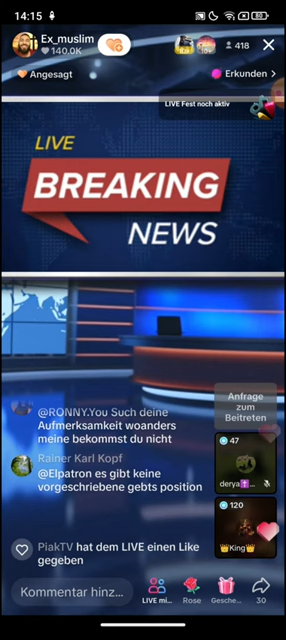 14:15
80
Ex_muslim
140.0K
418
Angesagt
Erkunden >
LIVE Fest noch aktiv
LIVE
BREAKING
NEWS
Anfrage
zum
Beitreten
@RONNY.You Such deine
Aufmerksamkeit woanders
meine bekommst du nicht
47
derya✝️...
Rainer Karl Kopf
@Elpatron es gibt keine
vorgeschriebene gebts position
120
👑King👑
PiakTV hat dem LIVE einen Like
gegeben
Kommentar hinz...
LIVE mi...
Rose
Gesche...
30